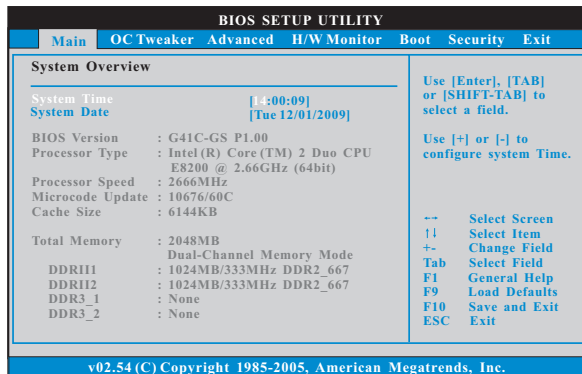 BIOS SETUP UTILITY
Main OC Tweaker Advanced H/W Monitor Boot Security Exit
System Overview
System Time [14:00:09]
System Date [Tue 12/01/2009]
BIOS Version : G41C-GS P1.00
Processor Type : Intel (R) Core (TM) 2 Duo CPU
E8200 @ 2.66GHz (64bit)
Processor Speed : 2666MHz
Microcode Update : 10676/60C
Cache Size : 6144KB
Total Memory : 2048MB
Dual-Channel Memory Mode
DDRII1 : 1024MB/333MHz DDR2_667
DDRII2 : 1024MB/333MHz DDR2_667
DDR3_1 : None
DDR3_2 : None
Use [Enter], [TAB]
or [SHIFT-TAB] to
select a field.
Use [+] or [-] to
configure system Time.
←→ Select Screen
↑↓ Select Item
+- Change Field
Tab Select Field
F1 General Help
F9 Load Defaults
F10 Save and Exit
ESC Exit
v02.54 (C) Copyright 1985-2005, American Megatrends, Inc.